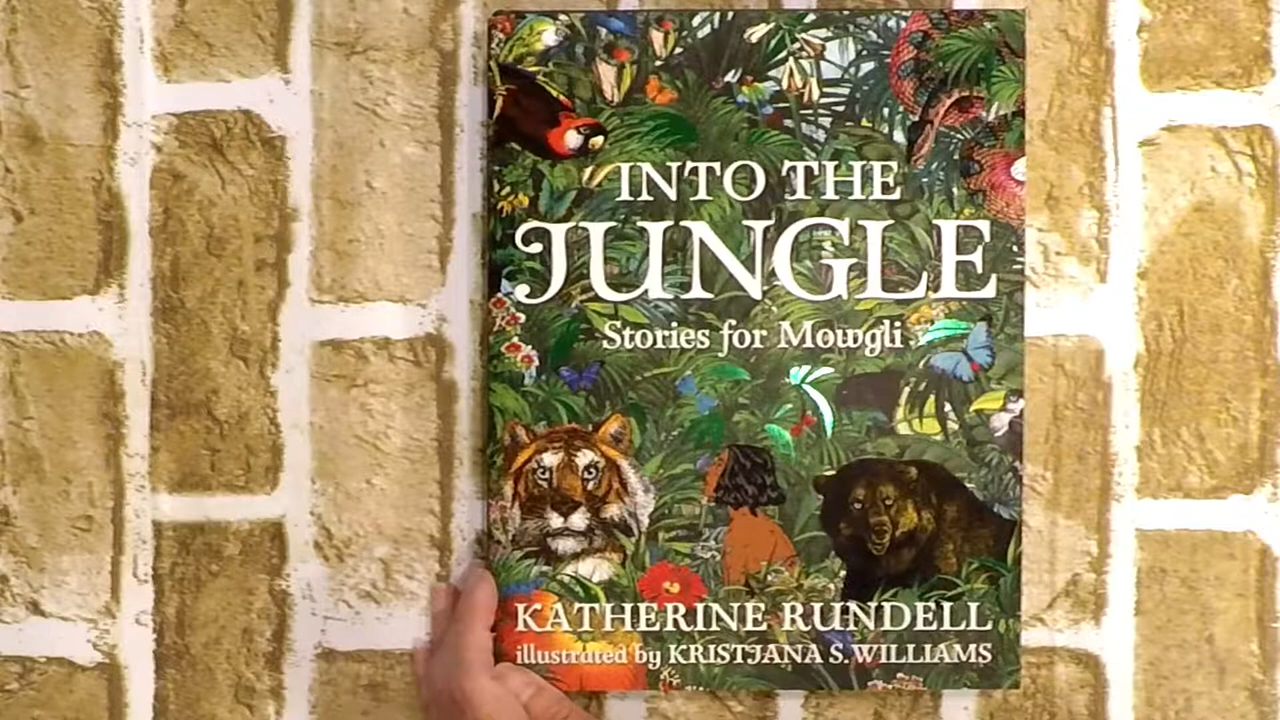 INTO THE
JUNGLE
Stories for Mowgli
KATHERINE RUNDELL
illustrated by KRISTJANA S. WILLIAMS